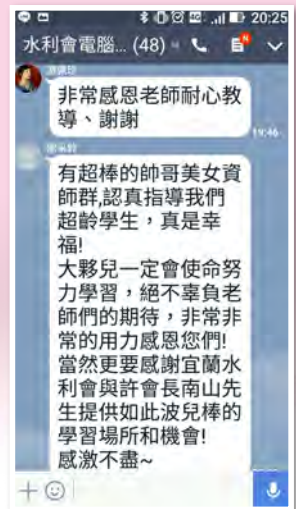 4G 20:25
水利會電腦... (48)
N
非常感恩老師耐心教
導、謝謝
19:46
有超棒的帥哥美女資
師群,認真指導我們
超齡學生，真是幸
福!
大夥兒一定會使命努
力學習，絕不辜負老
師們的期待，非常非
常的用力感恩您們!
當然更要感謝宜蘭水
利會與許會長南山先
生提供如此波兒棒的
學習場所和機會!
感激不盡~